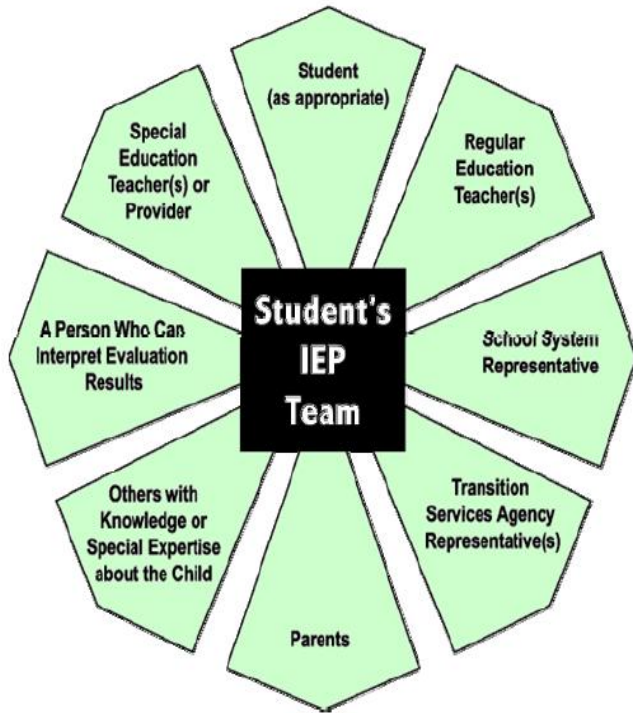 Student
(as appropriate)
Regular
Education
Teacher(s)
School System
Representative
Transition
Services Agency
Representative(s)
Parents
Others with
Knowledge or
Special Expertise
about the Child
A Person Who Can
Interpret Evaluation
Results
Special
Education
Teacher(s) or
Provider
Student's
IEP
Team